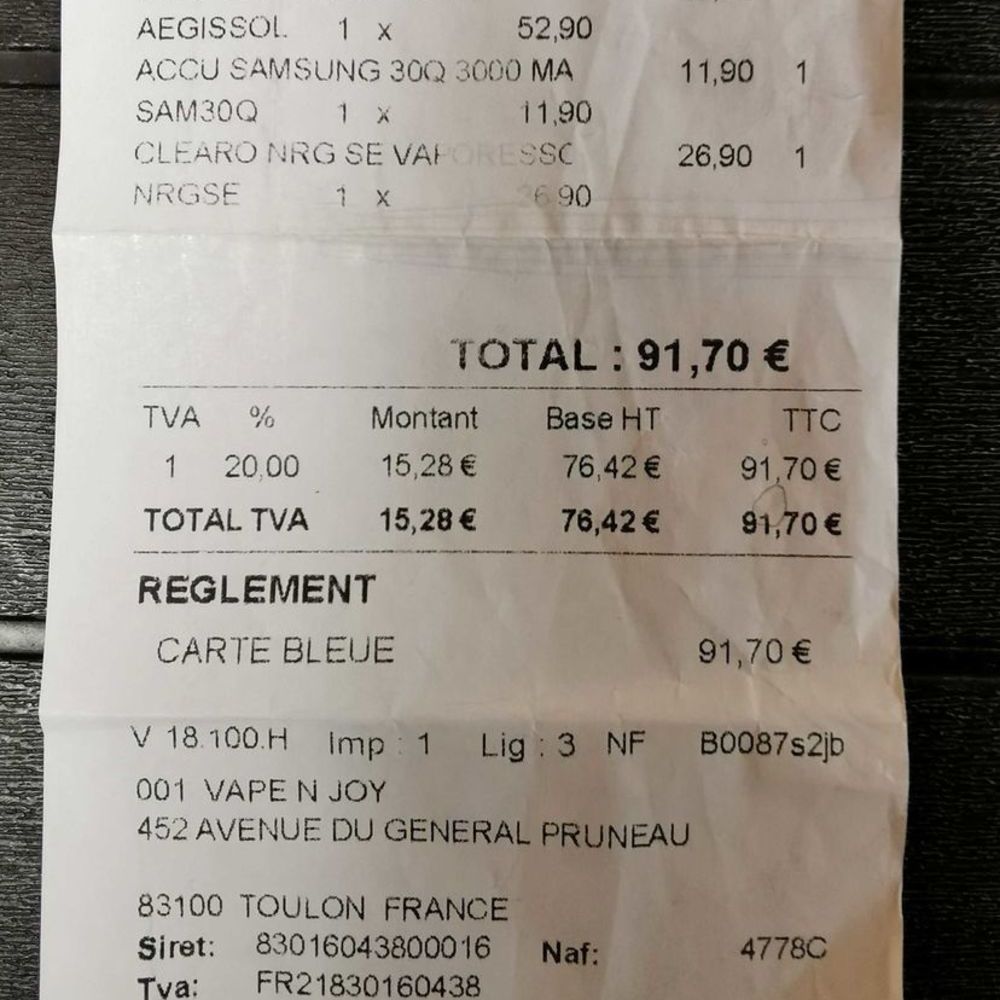 AEGISSOL 1 x 52,90
ACCU SAMSUNG 30Q 3000 MA 11,90 1
SAM30Q 1 x 11,90
CLEARO NRG SE VAPORESSO 26,90 1
NRGSE 1 x 26,90
TOTAL : 91,70 €
TVA % Montant Base HT TTC
1 20,00 15,28 € 76,42 € 91,70 €
TOTAL TVA 15,28 € 76,42 € 91,70 €
REGLEMENT
CARTE BLEUE 91,70 €
V 18.100.H Imp : 1 Lig : 3 NF B0087s2jb
001 VAPE N JOY
452 AVENUE DU GENERAL PRUNEAU
83100 TOULON FRANCE
Siret: 83016043800016 Naf: 4778C
Tva: FR21830160438